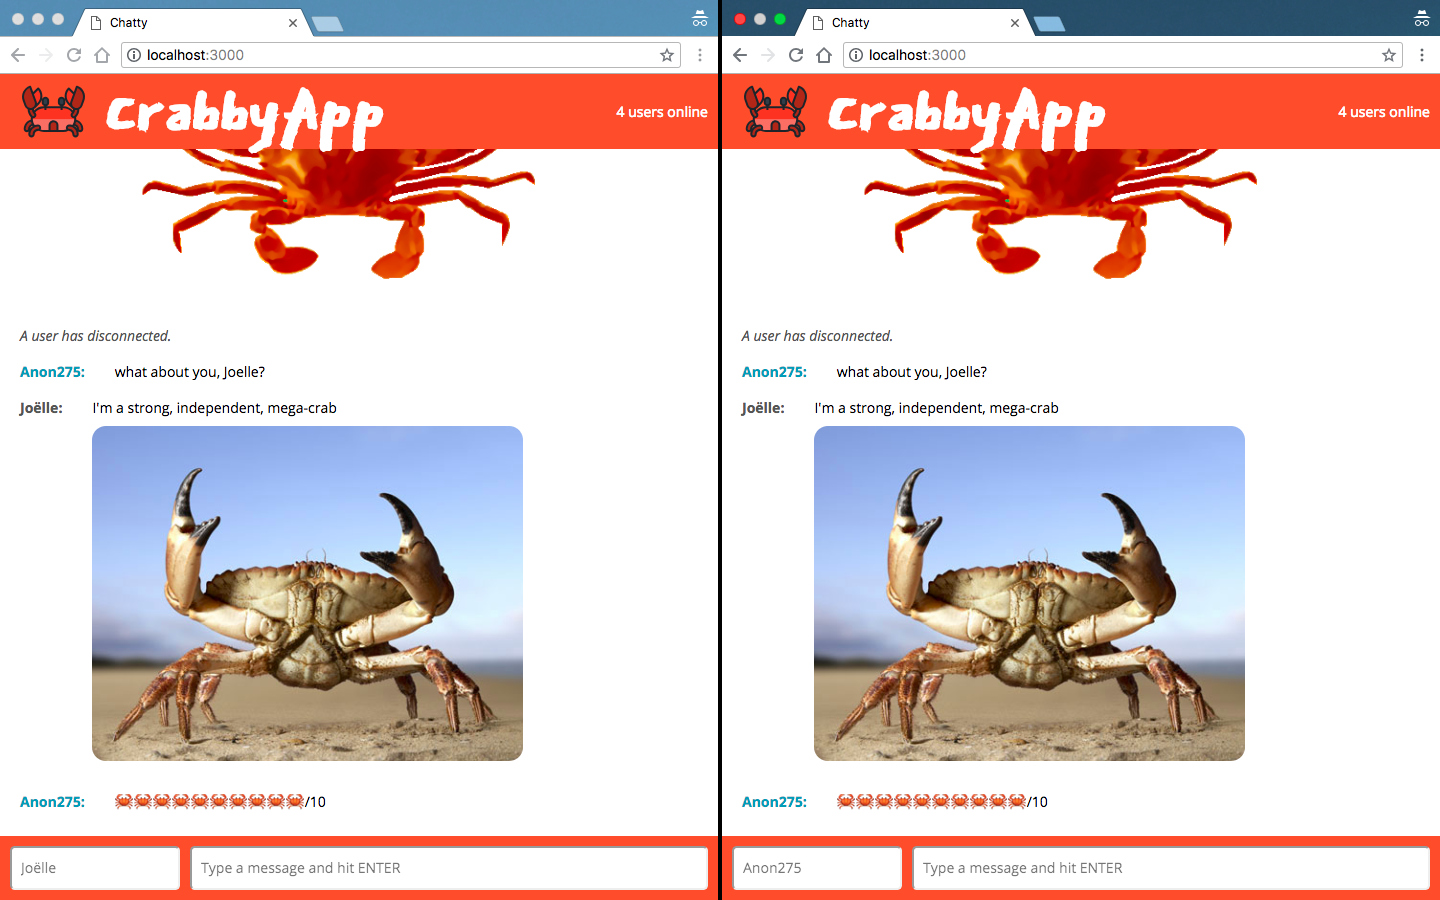 Chatty
localhost:3000
CrabbyApp
4 users online
A user has disconnected.
Anon275: what about you, Joelle?
Joëlle: I'm a strong, independent, mega-crab
Anon275: 🦀🦀🦀🦀🦀🦀🦀🦀🦀🦀/10
Joëlle
Type a message and hit ENTER
Chatty
localhost:3000
CrabbyApp
4 users online
A user has disconnected.
Anon275: what about you, Joelle?
Joëlle: I'm a strong, independent, mega-crab
Anon275: 🦀🦀🦀🦀🦀🦀🦀🦀🦀🦀/10
Anon275
Type a message and hit ENTER